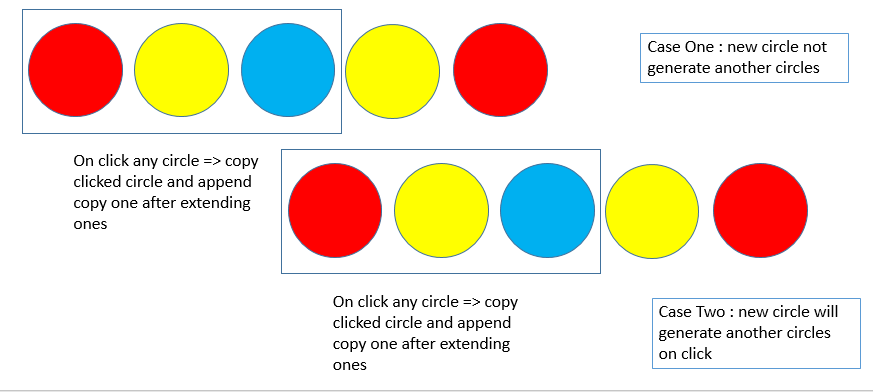 Case One : new circle not
generate another circles
On click any circle => copy
clicked circle and append
copy one after extending
ones
On click any circle => copy
clicked circle and append
copy one after extending
ones
Case Two : new circle will
generate another circles
on click